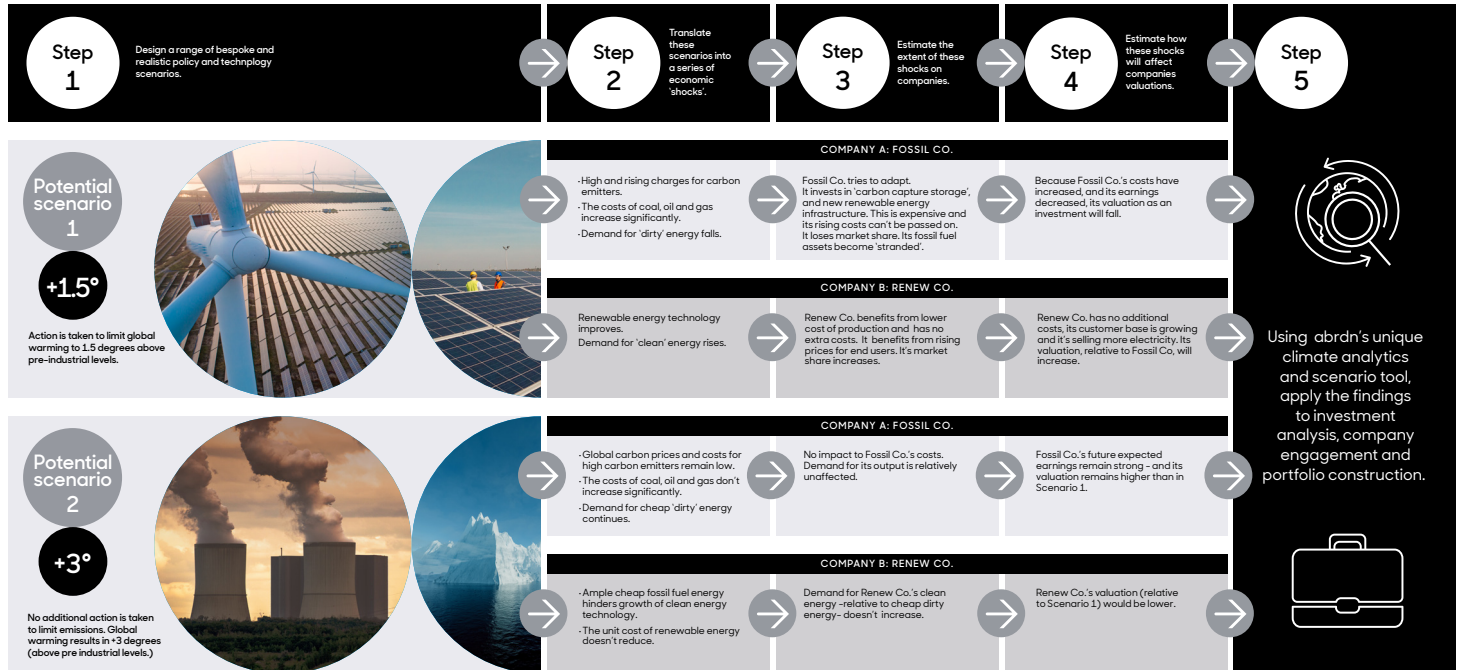 Step
1
Design a range of bespoke and
realistic policy and technplogy
scenarios.
Step
2
Translate
these
scenarios into
a series of
economic
‘shocks’.
Step
3
Estimate the
extent of these
shocks on
companies.
Step
4
Estimate how
these shocks
will affect
companies
valuations.
Step
5
Potential
scenario
1
+1.5°
Action is taken to limit global
warming to 1.5 degrees above
pre-industrial levels.
COMPANY A: FOSSIL CO.
·High and rising charges for carbon
emitters.
·The costs of coal, oil and gas
increase significantly.
·Demand for ‘dirty’ energy falls.
Fossil Co. tries to adapt.
It invests in ‘carbon capture storage’,
and new renewable energy
infrastructure. This is expensive and
its rising costs can’t be passed on.
It loses market share. Its fossil fuel
assets become ‘stranded’.
Because Fossil Co.’s costs have
increased, and its earnings
decreased, its valuation as an
investment will fall.
COMPANY B: RENEW CO.
Renewable energy technology
improves.
Demand for ‘clean’ energy rises.
Renew Co. benefits from lower
cost of production and has no
extra costs. It benefits from rising
prices for end users. It’s market
share increases.
Renew Co. has no additional
costs, its customer base is growing
and it’s selling more electricity. Its
valuation, relative to Fossil Co, will
increase.
Potential
scenario
2
+3°
No additional action is taken
to limit emissions. Global
warming results in +3 degrees
(above pre industrial levels.)
COMPANY A: FOSSIL CO.
·Global carbon prices and costs for
high carbon emitters remain low.
·The costs of coal, oil and gas don’t
increase significantly.
·Demand for cheap ‘dirty’ energy
continues.
No impact to Fossil Co.’s costs.
Demand for its output is relatively
unaffected.
Fossil Co.’s future expected
earnings remain strong – and its
valuation remains higher than in
Scenario 1.
COMPANY B: RENEW CO.
·Ample cheap fossil fuel energy
hinders growth of clean energy
technology.
·The unit cost of renewable energy
doesn’t reduce.
Demand for Renew Co.’s clean
energy –relative to cheap dirty
energy– doesn’t increase.
Renew Co.’s valuation (relative
to Scenario 1) would be lower.
Using abrdn’s unique
climate analytics
and scenario tool,
apply the findings
to investment
analysis, company
engagement and
portfolio construction.